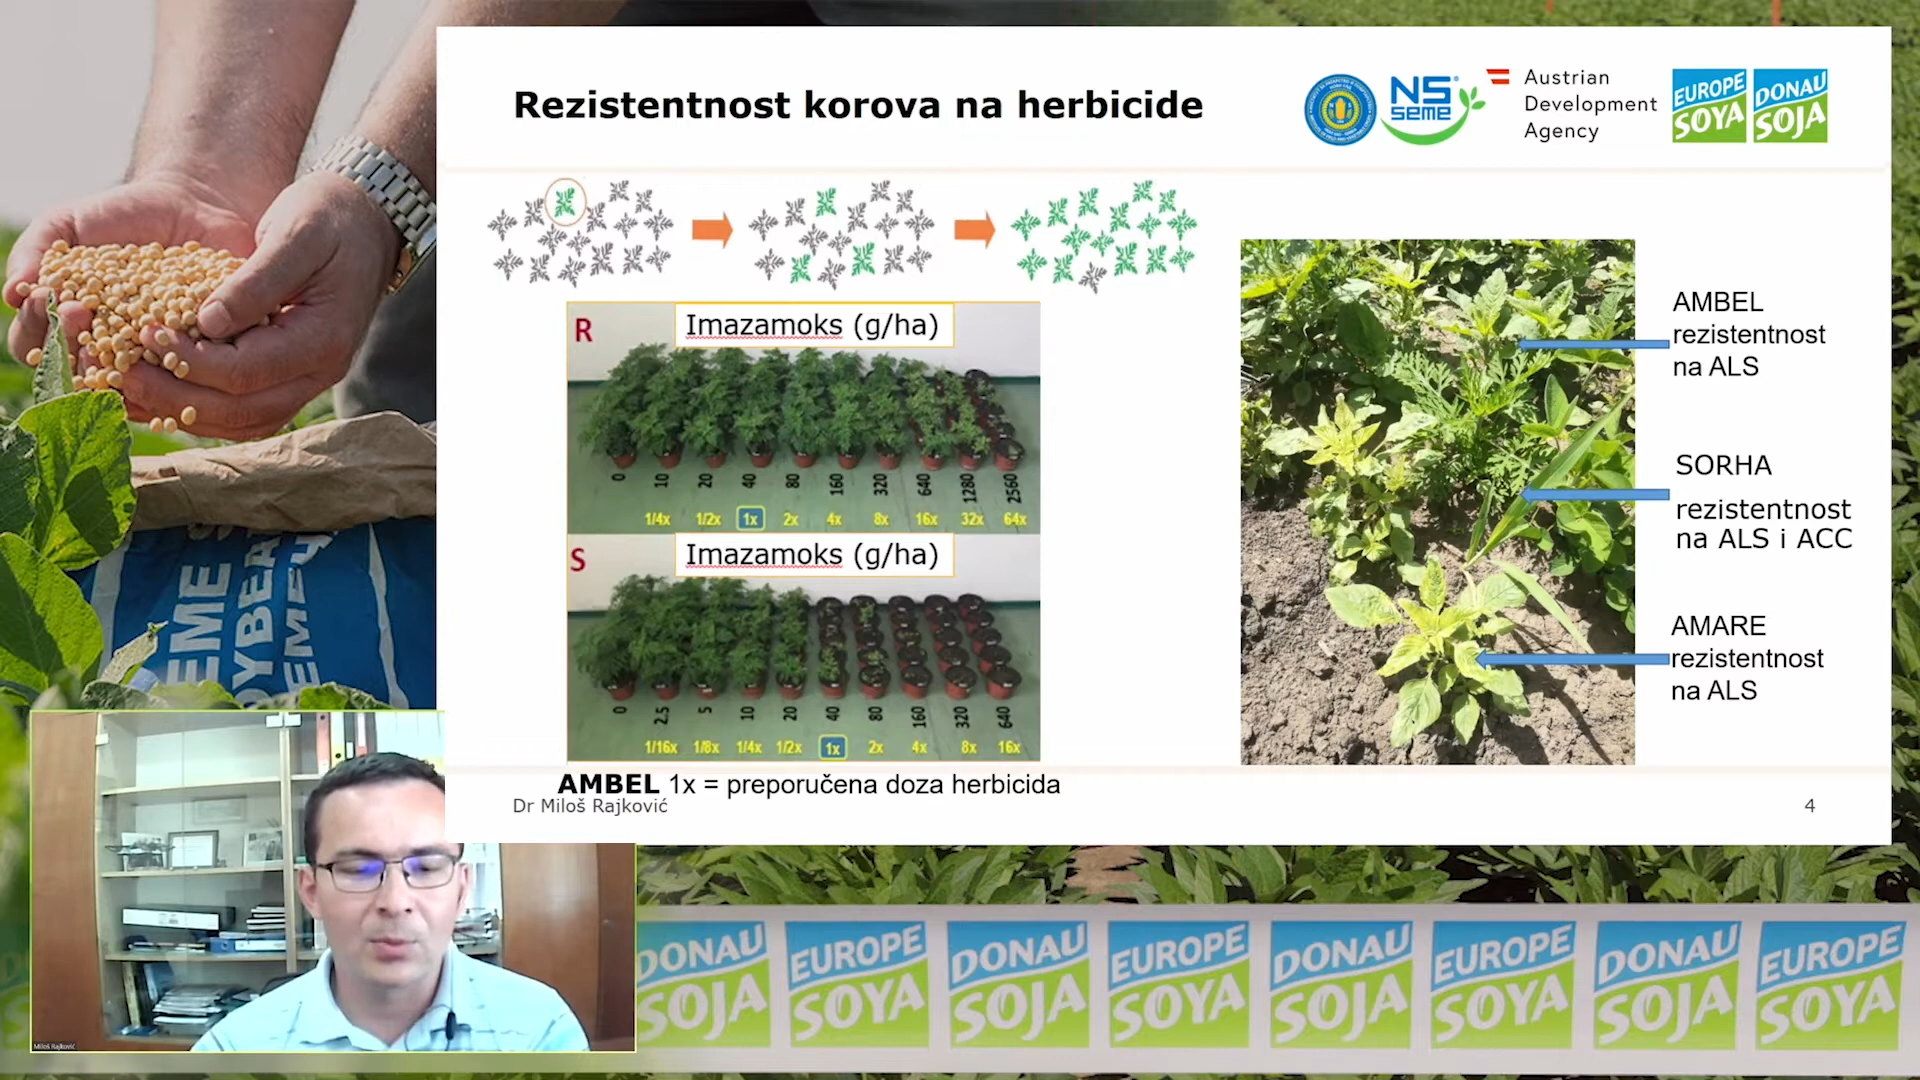 Rezistentnost korova na herbicide
NS
seme
Austrian
Development
Agency
EUROPE
SOYA
DONAU
SOJA
R
Imazamoks (g/ha)
0 10 20 40 80 160 320 640 1280 2560
1/4x 1/2x 1x 2x 4x 8x 16x 32x 64x
S
Imazamoks (g/ha)
0 2.5 5 10 20 40 80 160 320 640
1/16x 1/8x 1/4x 1/2x 1x 2x 4x 8x 16x
AMBEL 1x = preporučena doza herbicida
AMBEL
rezistentnost
na ALS
SORHA
rezistentnost
na ALS i ACC
AMARE
rezistentnost
na ALS
Dr Miloš Rajković
4
Miloš Rajković
DONAU
SOJA
EUROPE
SOYA
DONAU
SOJA
EUROPE
SOYA
DONAU
SOJA
EUROPE
SOYA
DONAU
SOJA
EUROPE
SOYA